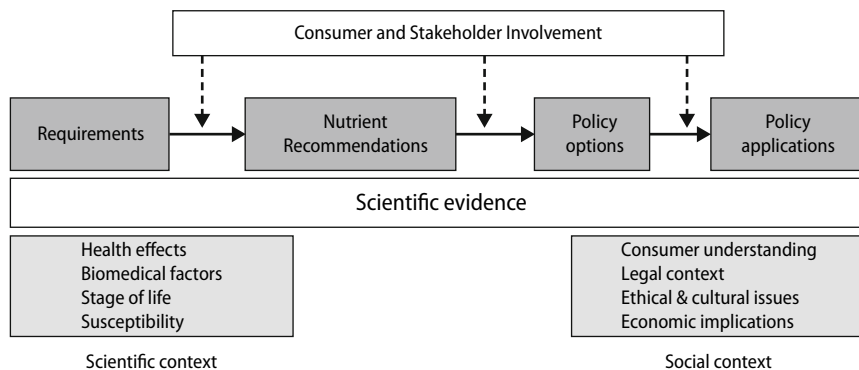 Consumer and Stakeholder Involvement
Requirements
Nutrient
Recommendations
Policy
options
Policy
applications
Scientific evidence
Health effects
Biomedical factors
Stage of life
Susceptibility
Scientific context
Consumer understanding
Legal context
Ethical & cultural issues
Economic implications
Social context